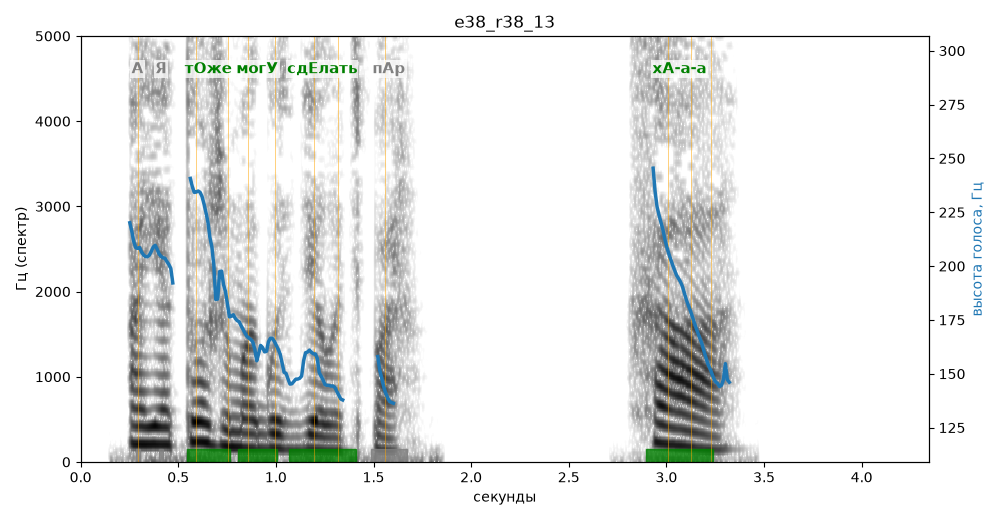 e38_r38_13
5000
4000
3000
2000
1000
0
Гц (спектр)
А Я тОже могУ сдЕлать пАр хА-а-а
300
275
250
225
200
175
150
125
высота голоса, Гц
0.0 0.5 1.0 1.5 2.0 2.5 3.0 3.5 4.0
секунды